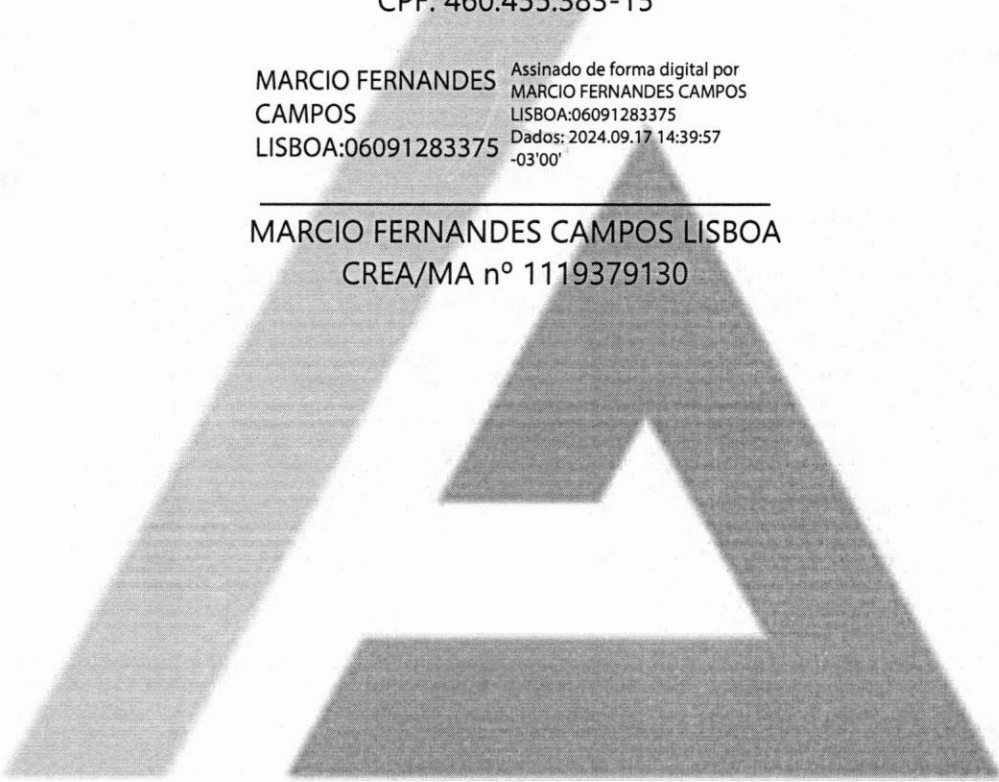 CPF: 460.455.383-15
MARCIO FERNANDES
CAMPOS
LISBOA:06091283375
Assinado de forma digital por
MARCIO FERNANDES CAMPOS
LISBOA:06091283375
Dados: 2024.09.17 14:39:57
-03'00'
MARCIO FERNANDES CAMPOS LISBOA
CREA/MA nº 1119379130